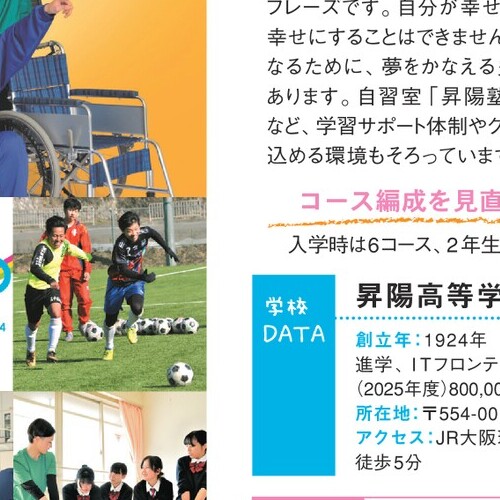 フレーズです。自分が幸せ
幸せにすることはできません
なるために、夢をかなえる
あります。自習室「昇陽塾
など、学習サポート体制や
込める環境もそろっています
コース編成を見直
入学時は6コース、2年生
学校
DATA
昇陽高等学
創立年：1924年
進学、ITフロンテ
(2025年度)800,00
所在地：〒554-00
アクセス：JR大阪
徒歩5分
4